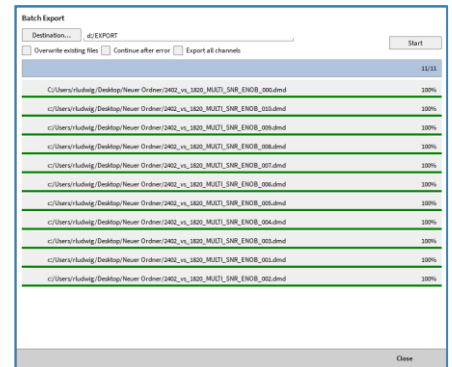 Batch Export
Destination... d:/EXPORT
Start
Overwrite existing files Continue after error Export all channels
11/11
C:/Users/rludwig/Desktop/Neuer Ordner/2402_vs_1820_MULTI_SNR_ENOB_000.dmd 100%
c:/Users/rludwig/Desktop/Neuer Ordner/2402_vs_1820_MULTI_SNR_ENOB_010.dmd 100%
c:/Users/rludwig/Desktop/Neuer Ordner/2402_vs_1820_MULTI_SNR_ENOB_009.dmd 100%
c:/Users/rludwig/Desktop/Neuer Ordner/2402_vs_1820_MULTI_SNR_ENOB_008.dmd 100%
c:/Users/rludwig/Desktop/Neuer Ordner/2402_vs_1820_MULTI_SNR_ENOB_007.dmd 100%
c:/Users/rludwig/Desktop/Neuer Ordner/2402_vs_1820_MULTI_SNR_ENOB_006.dmd 100%
c:/Users/rludwig/Desktop/Neuer Ordner/2402_vs_1820_MULTI_SNR_ENOB_005.dmd 100%
c:/Users/rludwig/Desktop/Neuer Ordner/2402_vs_1820_MULTI_SNR_ENOB_004.dmd 100%
c:/Users/rludwig/Desktop/Neuer Ordner/2402_vs_1820_MULTI_SNR_ENOB_003.dmd 100%
c:/Users/rludwig/Desktop/Neuer Ordner/2402_vs_1820_MULTI_SNR_ENOB_001.dmd 100%
c:/Users/rludwig/Desktop/Neuer Ordner/2402_vs_1820_MULTI_SNR_ENOB_002.dmd 100%
Close